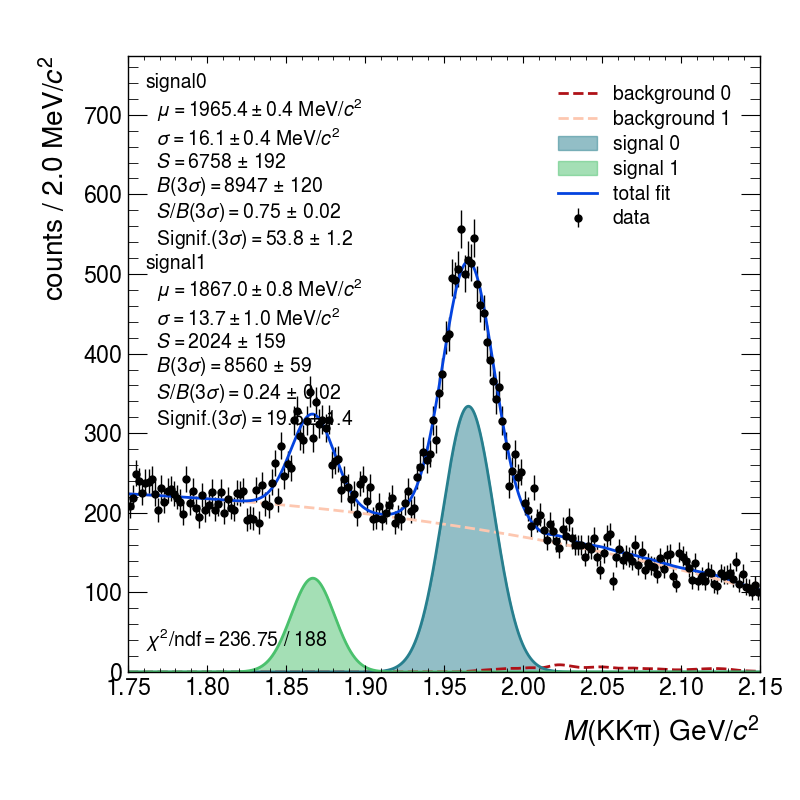 counts / 2.0 MeV/c²
signal0
μ = 1965.4 ± 0.4 MeV/c²
σ = 16.1 ± 0.4 MeV/c²
S = 6758 ± 192
B(3σ) = 8947 ± 120
S/B(3σ) = 0.75 ± 0.02
Signif.(3σ) = 53.8 ± 1.2
signal1
μ = 1867.0 ± 0.8 MeV/c²
σ = 13.7 ± 1.0 MeV/c²
S = 2024 ± 159
B(3σ) = 8560 ± 59
S/B(3σ) = 0.24 ± 0.02
Signif.(3σ) =
background 0
background 1
signal 0
signal 1
total fit
data
700
600
500
400
300
200
100
0
χ²/ndf = 236.75 / 188
1.75 1.80 1.85 1.90 1.95 2.00 2.05 2.10 2.15
M(KKπ) GeV/c²